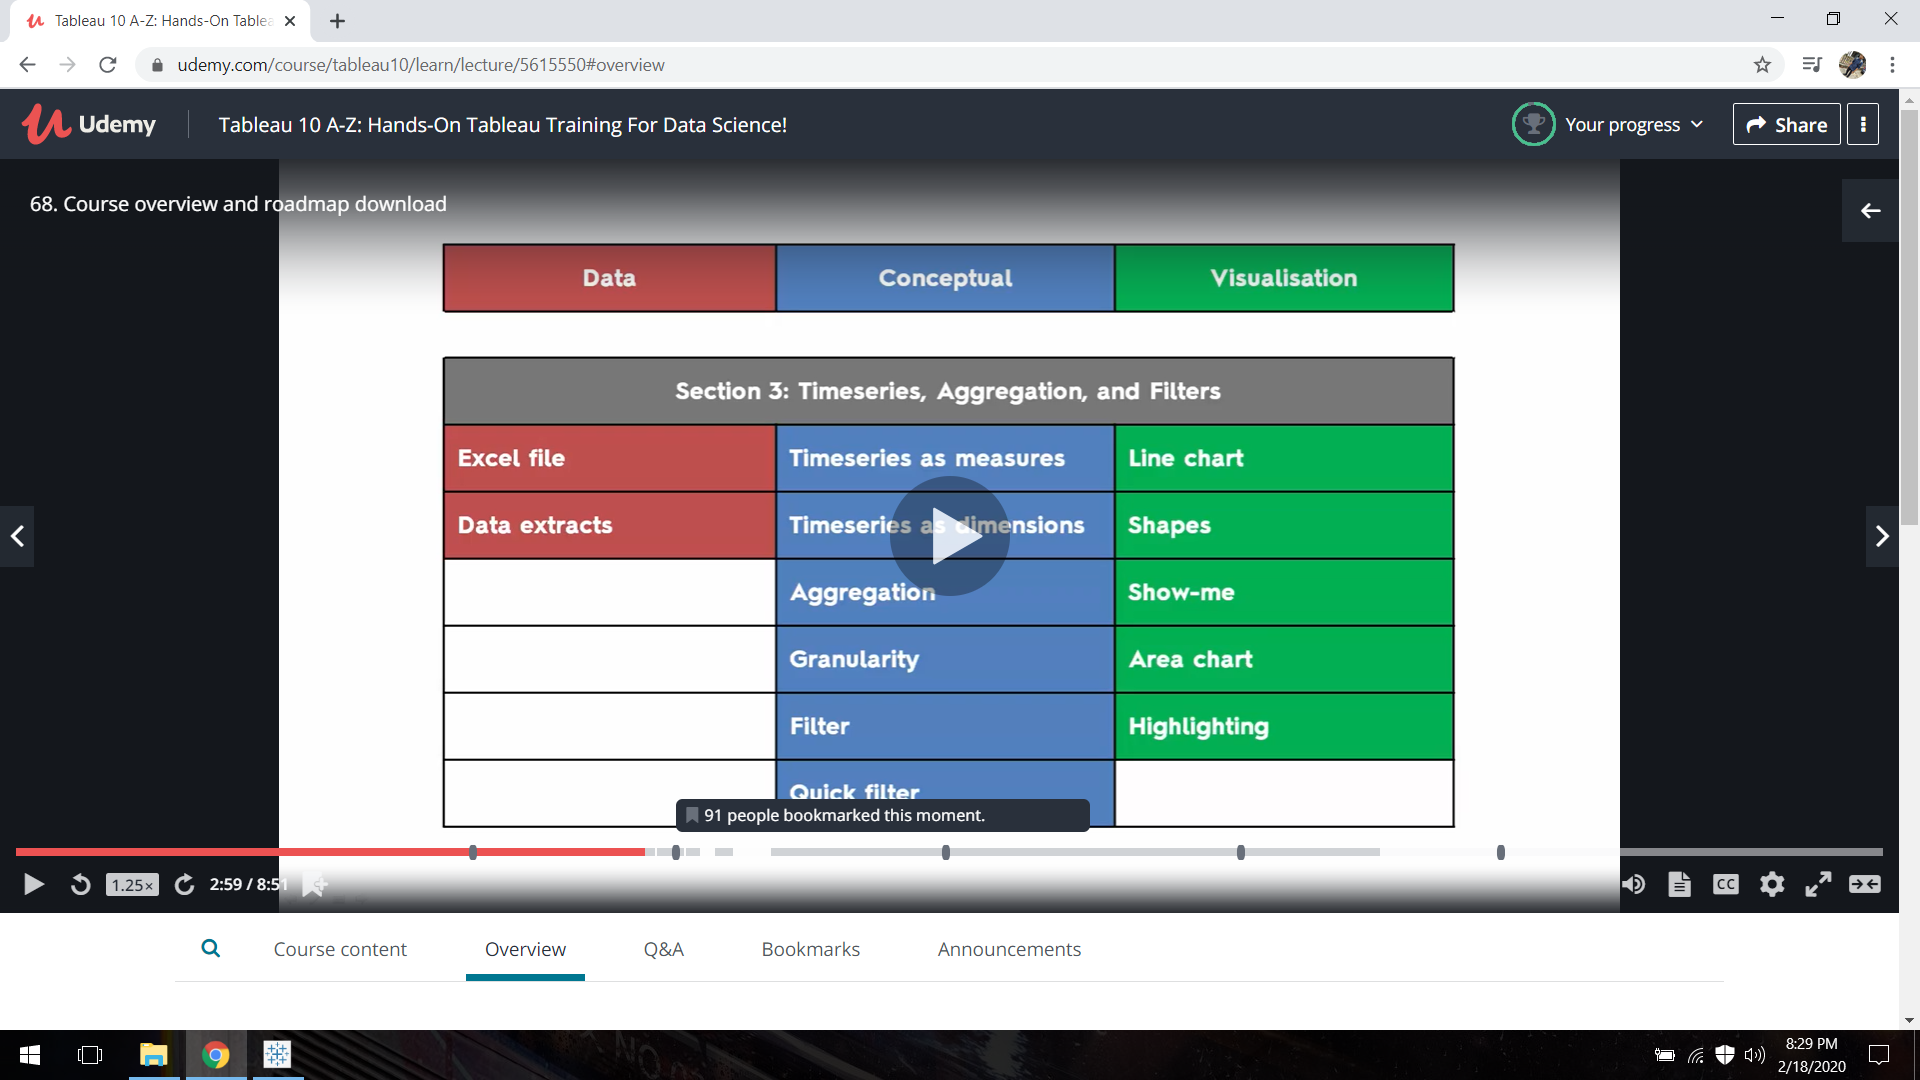 Tableau 10 A-Z: Hands-On Tablea
udemy.com/course/tableau10/learn/lecture/5615550#overview
Udemy
Tableau 10 A-Z: Hands-On Tableau Training For Data Science!
Your progress
Share
68. Course overview and roadmap download
Data Conceptual Visualisation
Section 3: Timeseries, Aggregation, and Filters
Excel file Timeseries as measures Line chart
Data extracts Timeseries as dimensions Shapes
Aggregation Show-me
Granularity Area chart
Filter Highlighting
Quick filter
91 people bookmarked this moment.
1.25× 2:59 / 8:51 CC
Course content Overview Q&A Bookmarks Announcements
8:29 PM
2/18/2020